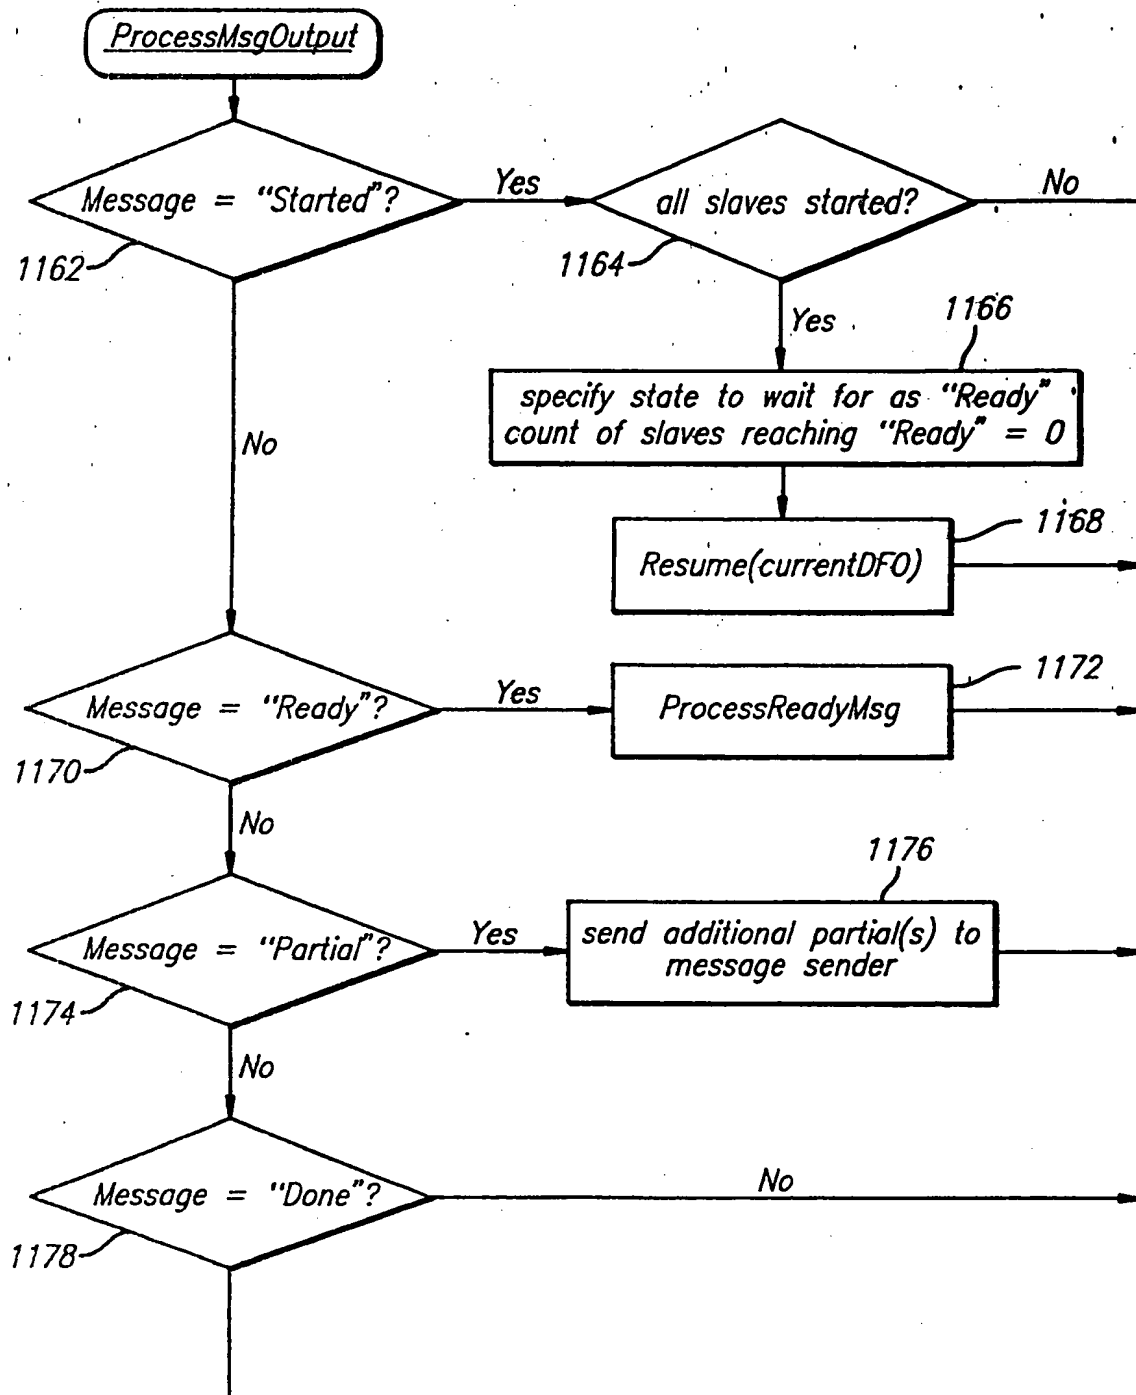 ProcessMsgOutput
Message = "Started"?
Yes
all slaves started?
No
1162
1164
Yes
1166
specify state to wait for as "Ready"
count of slaves reaching "Ready" = 0
No
1168
Resume(currentDFO)
1172
Message = "Ready"?
Yes
ProcessReadyMsg
1170
No
1176
Message = "Partial"?
Yes
send additional partial(s) to
message sender
1174
No
Message = "Done"?
No
1178